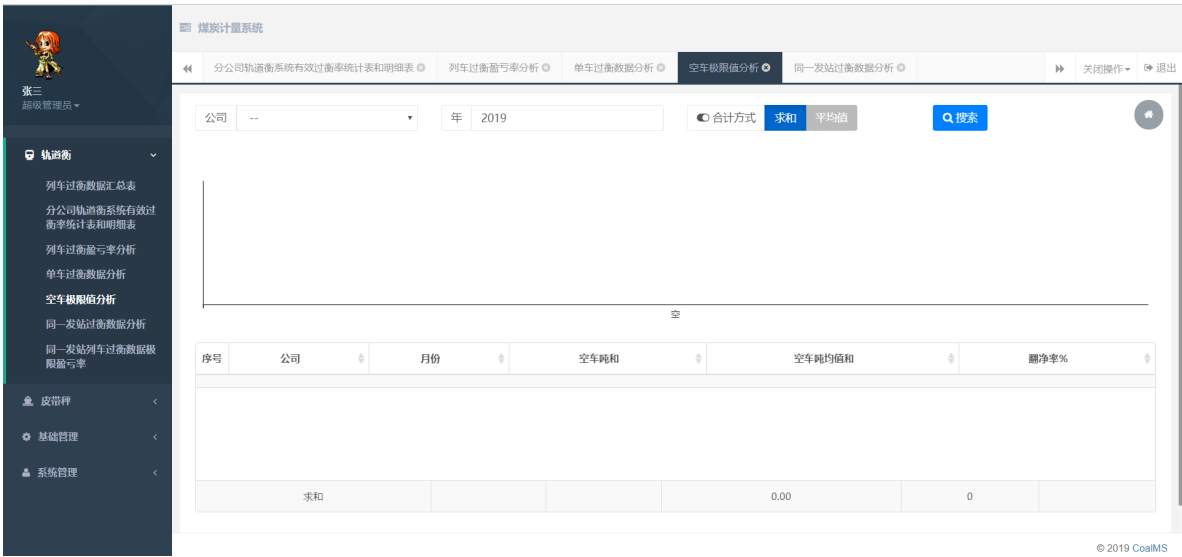 煤炭计量系统
分公司轨道衡系统有效过衡率统计表和明细表
列车过衡盈亏率分析
单车过衡数据分析
空车极限值分析
同一发站过衡数据分析
关闭操作
退出
张三
超级管理员
轨道衡
列车过衡数据汇总表
分公司轨道衡系统有效过
衡率统计表和明细表
列车过衡盈亏率分析
单车过衡数据分析
空车极限值分析
同一发站过衡数据分析
同一发站列车过衡数据极
限盈亏率
皮带秤
基础管理
系统管理
公司 --
年 2019
合计方式 求和 平均值
搜索
空
序号 公司 月份 空车吨和 空车吨均值和 翻净率%
求和 0.00 0
© 2019 CoalMS